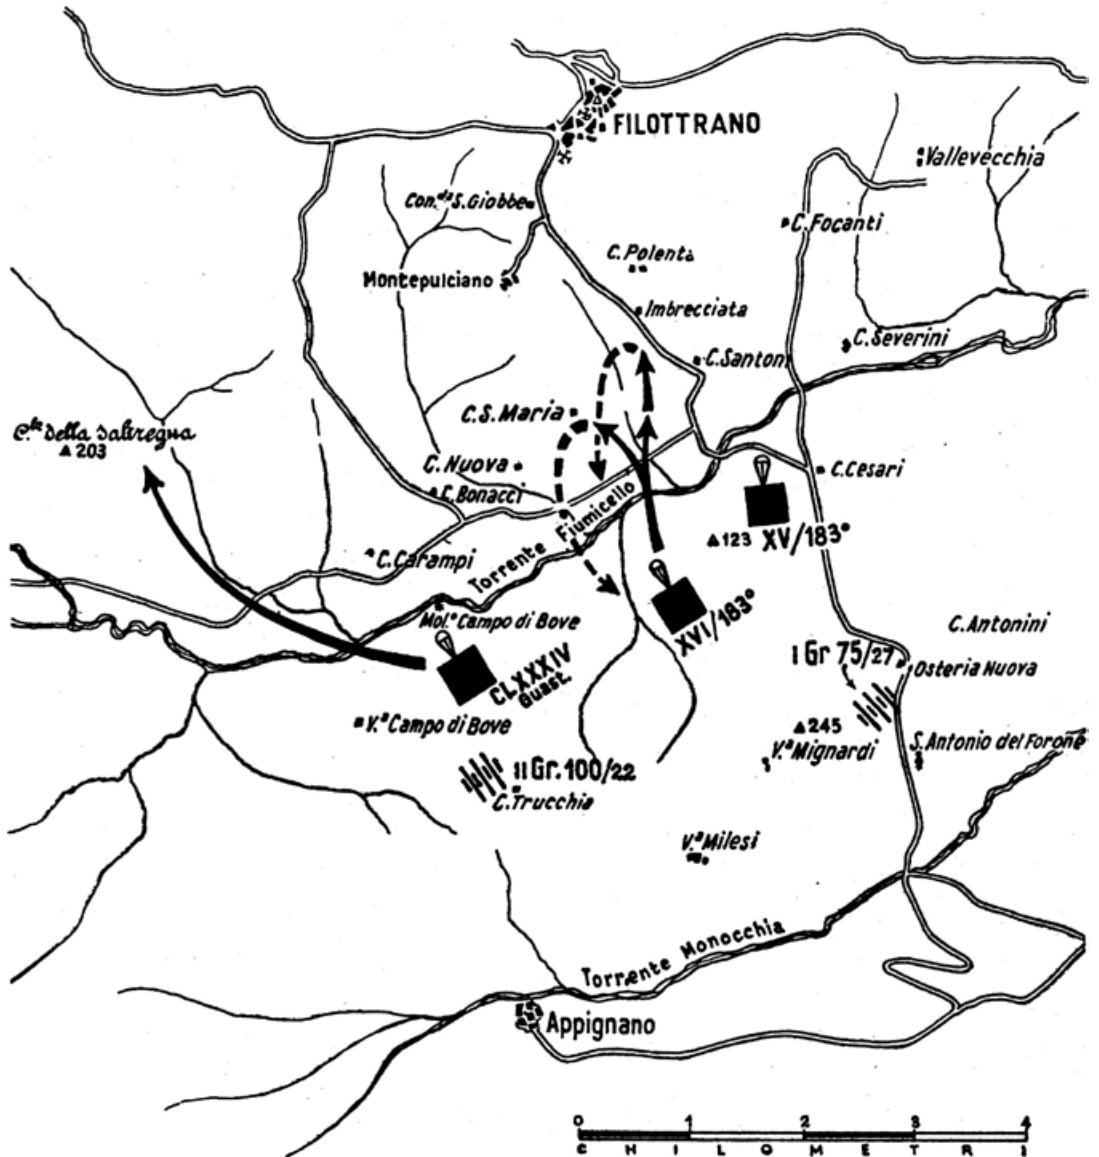 FILOTTRANO
Vallevecchia
Con.da S. Giobbe
C. Focanti
C. Polenta
Montepulciano
Imbrecciata
C. Severini
C. Santoni
C. S. Maria
203
C. Nuova
C. Cesari
C. Bonacci
Torrente Fiumicello
123 XV/183°
C. Carampi
Mol.º Campo di Bove
XVI/183°
C. Antonini
I Gr 75/27
Osteria Nuova
CLXXXIV
Guast.
V.ª Campo di Bove
245
S. Antonio del Forone
V.ª Mignardi
II Gr. 100/22
C. Trucchia
V.ª Milesi
Torrente Monocchia
Appignano
0 1 2 3 4
CHILOMETRI